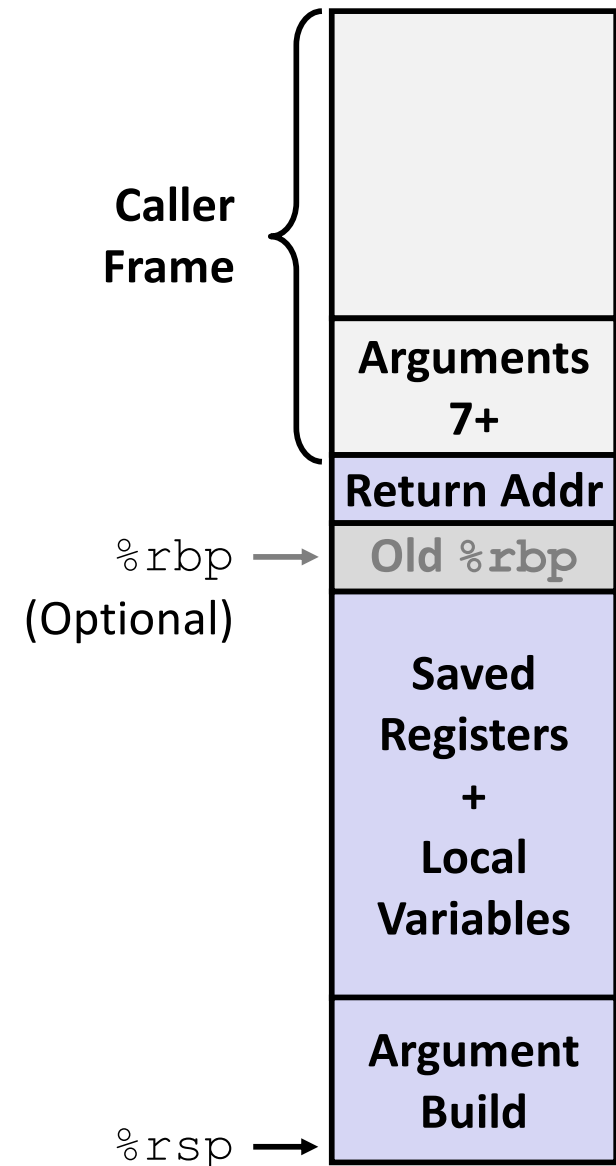 Caller
Frame
Arguments
7+
Return Addr
%rbp
(Optional)
Old %rbp
Saved
Registers
+
Local
Variables
Argument
Build
%rsp